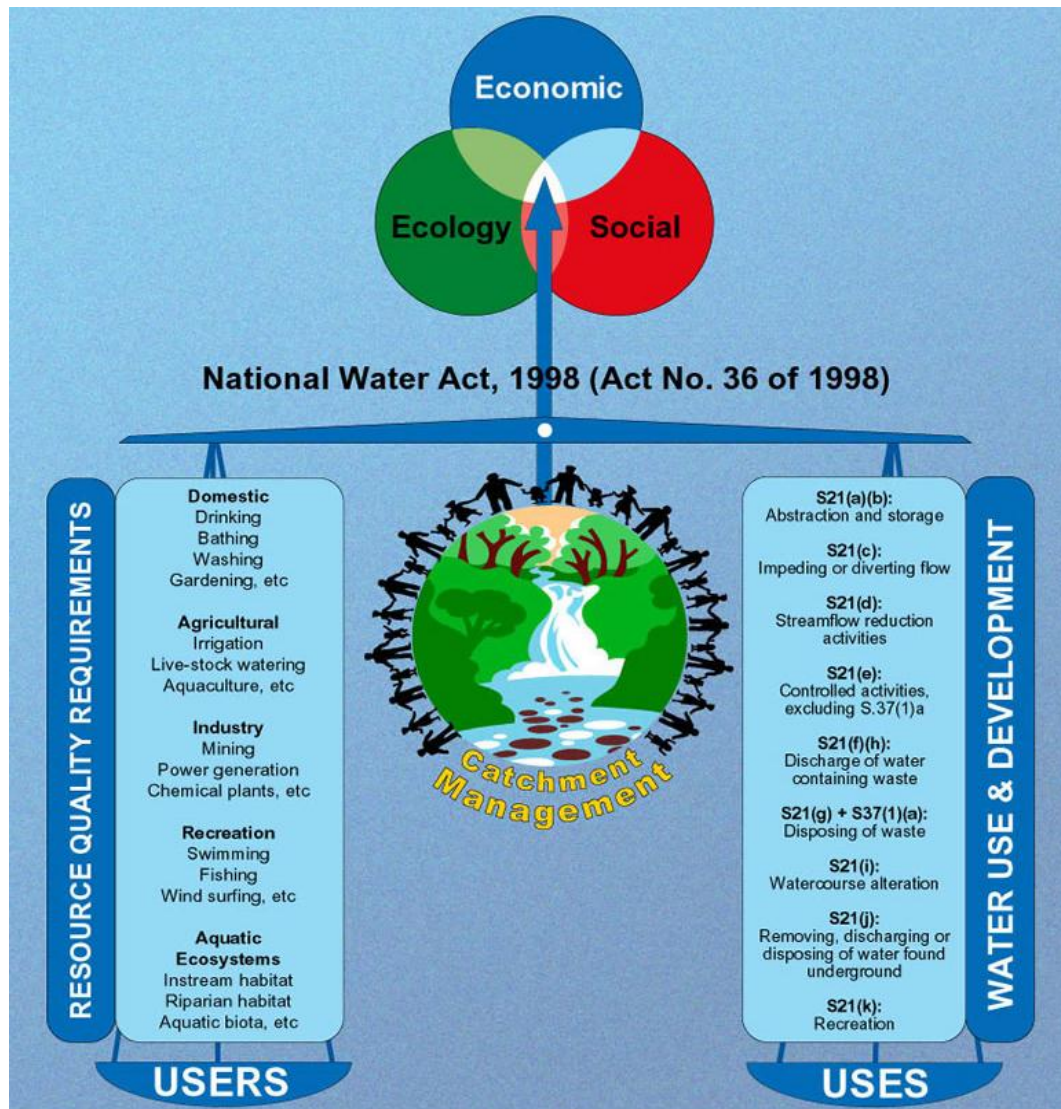 Economic
Ecology
Social
National Water Act, 1998 (Act No. 36 of 1998)
RESOURCE QUALITY REQUIREMENTS
Domestic
Drinking
Bathing
Washing
Gardening, etc
Agricultural
Irrigation
Live-stock watering
Aquaculture, etc
Industry
Mining
Power generation
Chemical plants, etc
Recreation
Swimming
Fishing
Wind surfing, etc
Aquatic
Ecosystems
Instream habitat
Riparian habitat
Aquatic biota, etc
USERS
Catchment
Management
S21(a)(b):
Abstraction and storage
S21(c):
Impeding or diverting flow
S21(d):
Streamflow reduction
activities
S21(e):
Controlled activities,
excluding S.37(1)a
S21(f)(h):
Discharge of water
containing waste
S21(g) + S37(1)(a):
Disposing of waste
S21(i):
Watercourse alteration
S21(j):
Removing, discharging or
disposing of water found
underground
S21(k):
Recreation
WATER USE & DEVELOPMENT
USES